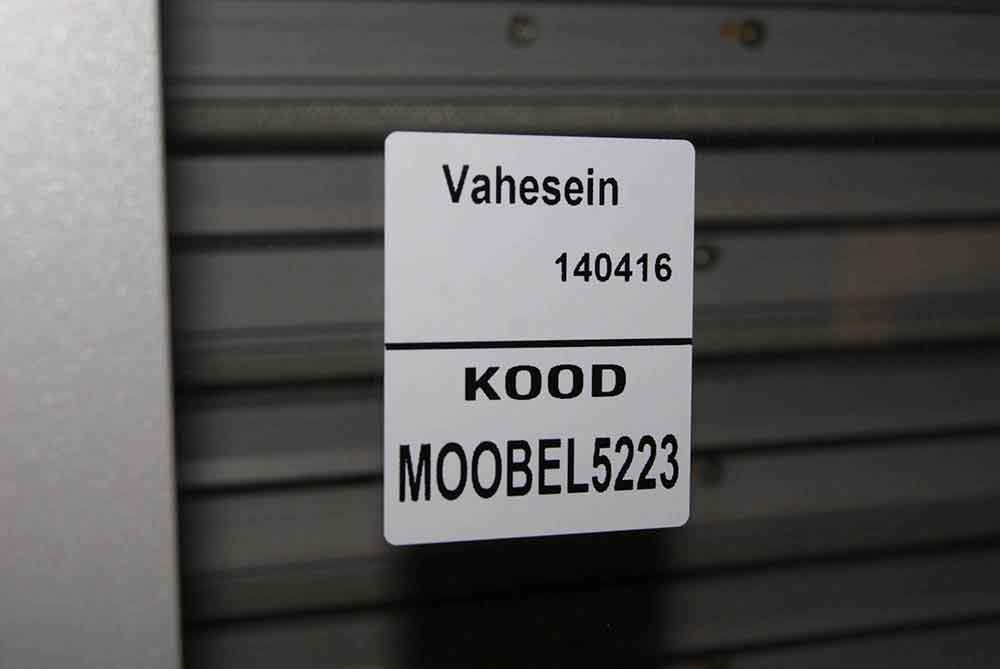 Vahesein
140416
KOOD
MOOBEL5223